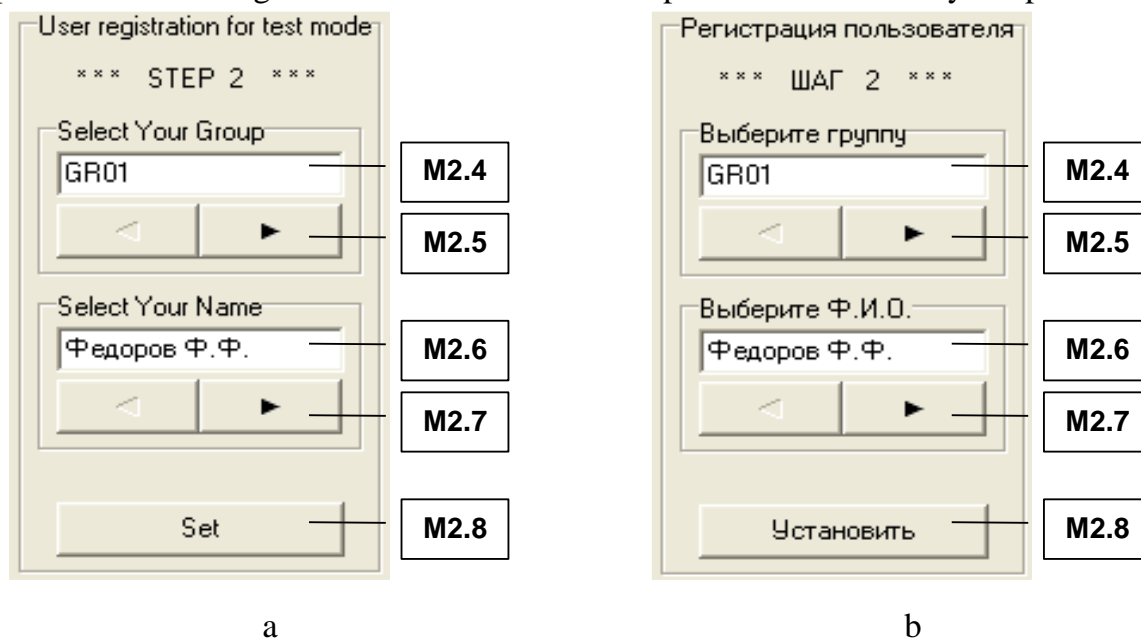 User registration for test mode
*** STEP 2 ***
Select Your Group
GR01
M2.4
M2.5
Select Your Name
Федоров Ф.Ф.
M2.6
M2.7
Set
M2.8
a
Регистрация пользователя
*** ШАГ 2 ***
Выберите группу
GR01
M2.4
M2.5
Выберите Ф.И.О.
Федоров Ф.Ф.
M2.6
M2.7
Установить
M2.8
b